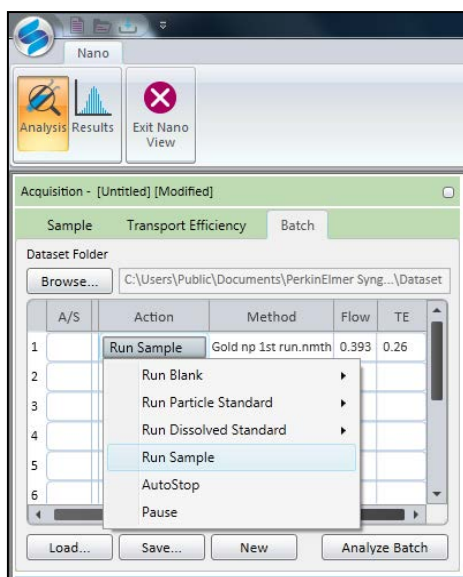 Nano
Analysis Results Exit Nano View
Acquisition - [Untitled] [Modified]
Sample Transport Efficiency Batch
Dataset Folder
Browse... C:\Users\Public\Documents\PerkinElmer Syng...\Dataset
A/S Action Method Flow TE
1 Run Sample Gold np 1st run.nmth 0.393 0.26
2 Run Blank
3 Run Particle Standard
4 Run Dissolved Standard
5 Run Sample
AutoStop
6 Pause
Load... Save... New Analyze Batch